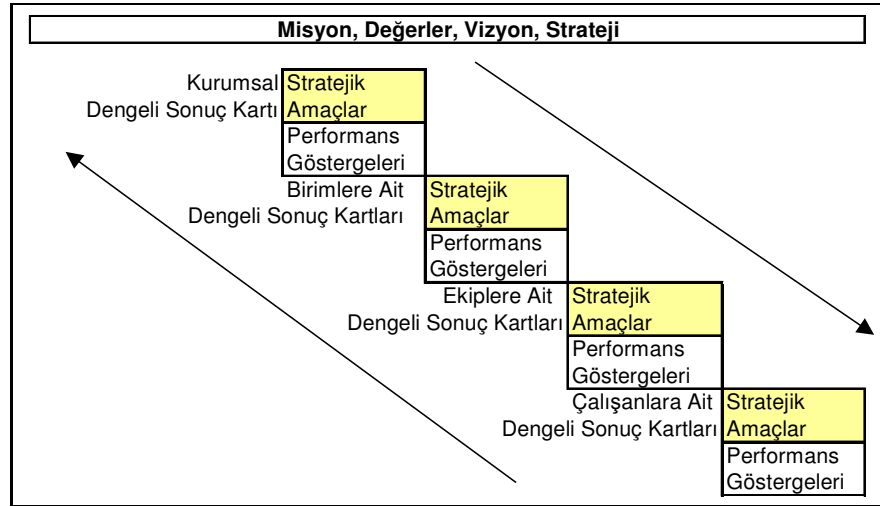 Misyon, Değerler, Vizyon, Strateji
Kurumsal Stratejik
Dengeli Sonuç Kartı Amaçlar
Performans
Göstergeleri
Birimlere Ait Stratejik
Dengeli Sonuç Kartları Amaçlar
Performans
Göstergeleri
Ekiplere Ait Stratejik
Dengeli Sonuç Kartları Amaçlar
Performans
Göstergeleri
Çalışanlara Ait Stratejik
Dengeli Sonuç Kartları Amaçlar
Performans
Göstergeleri